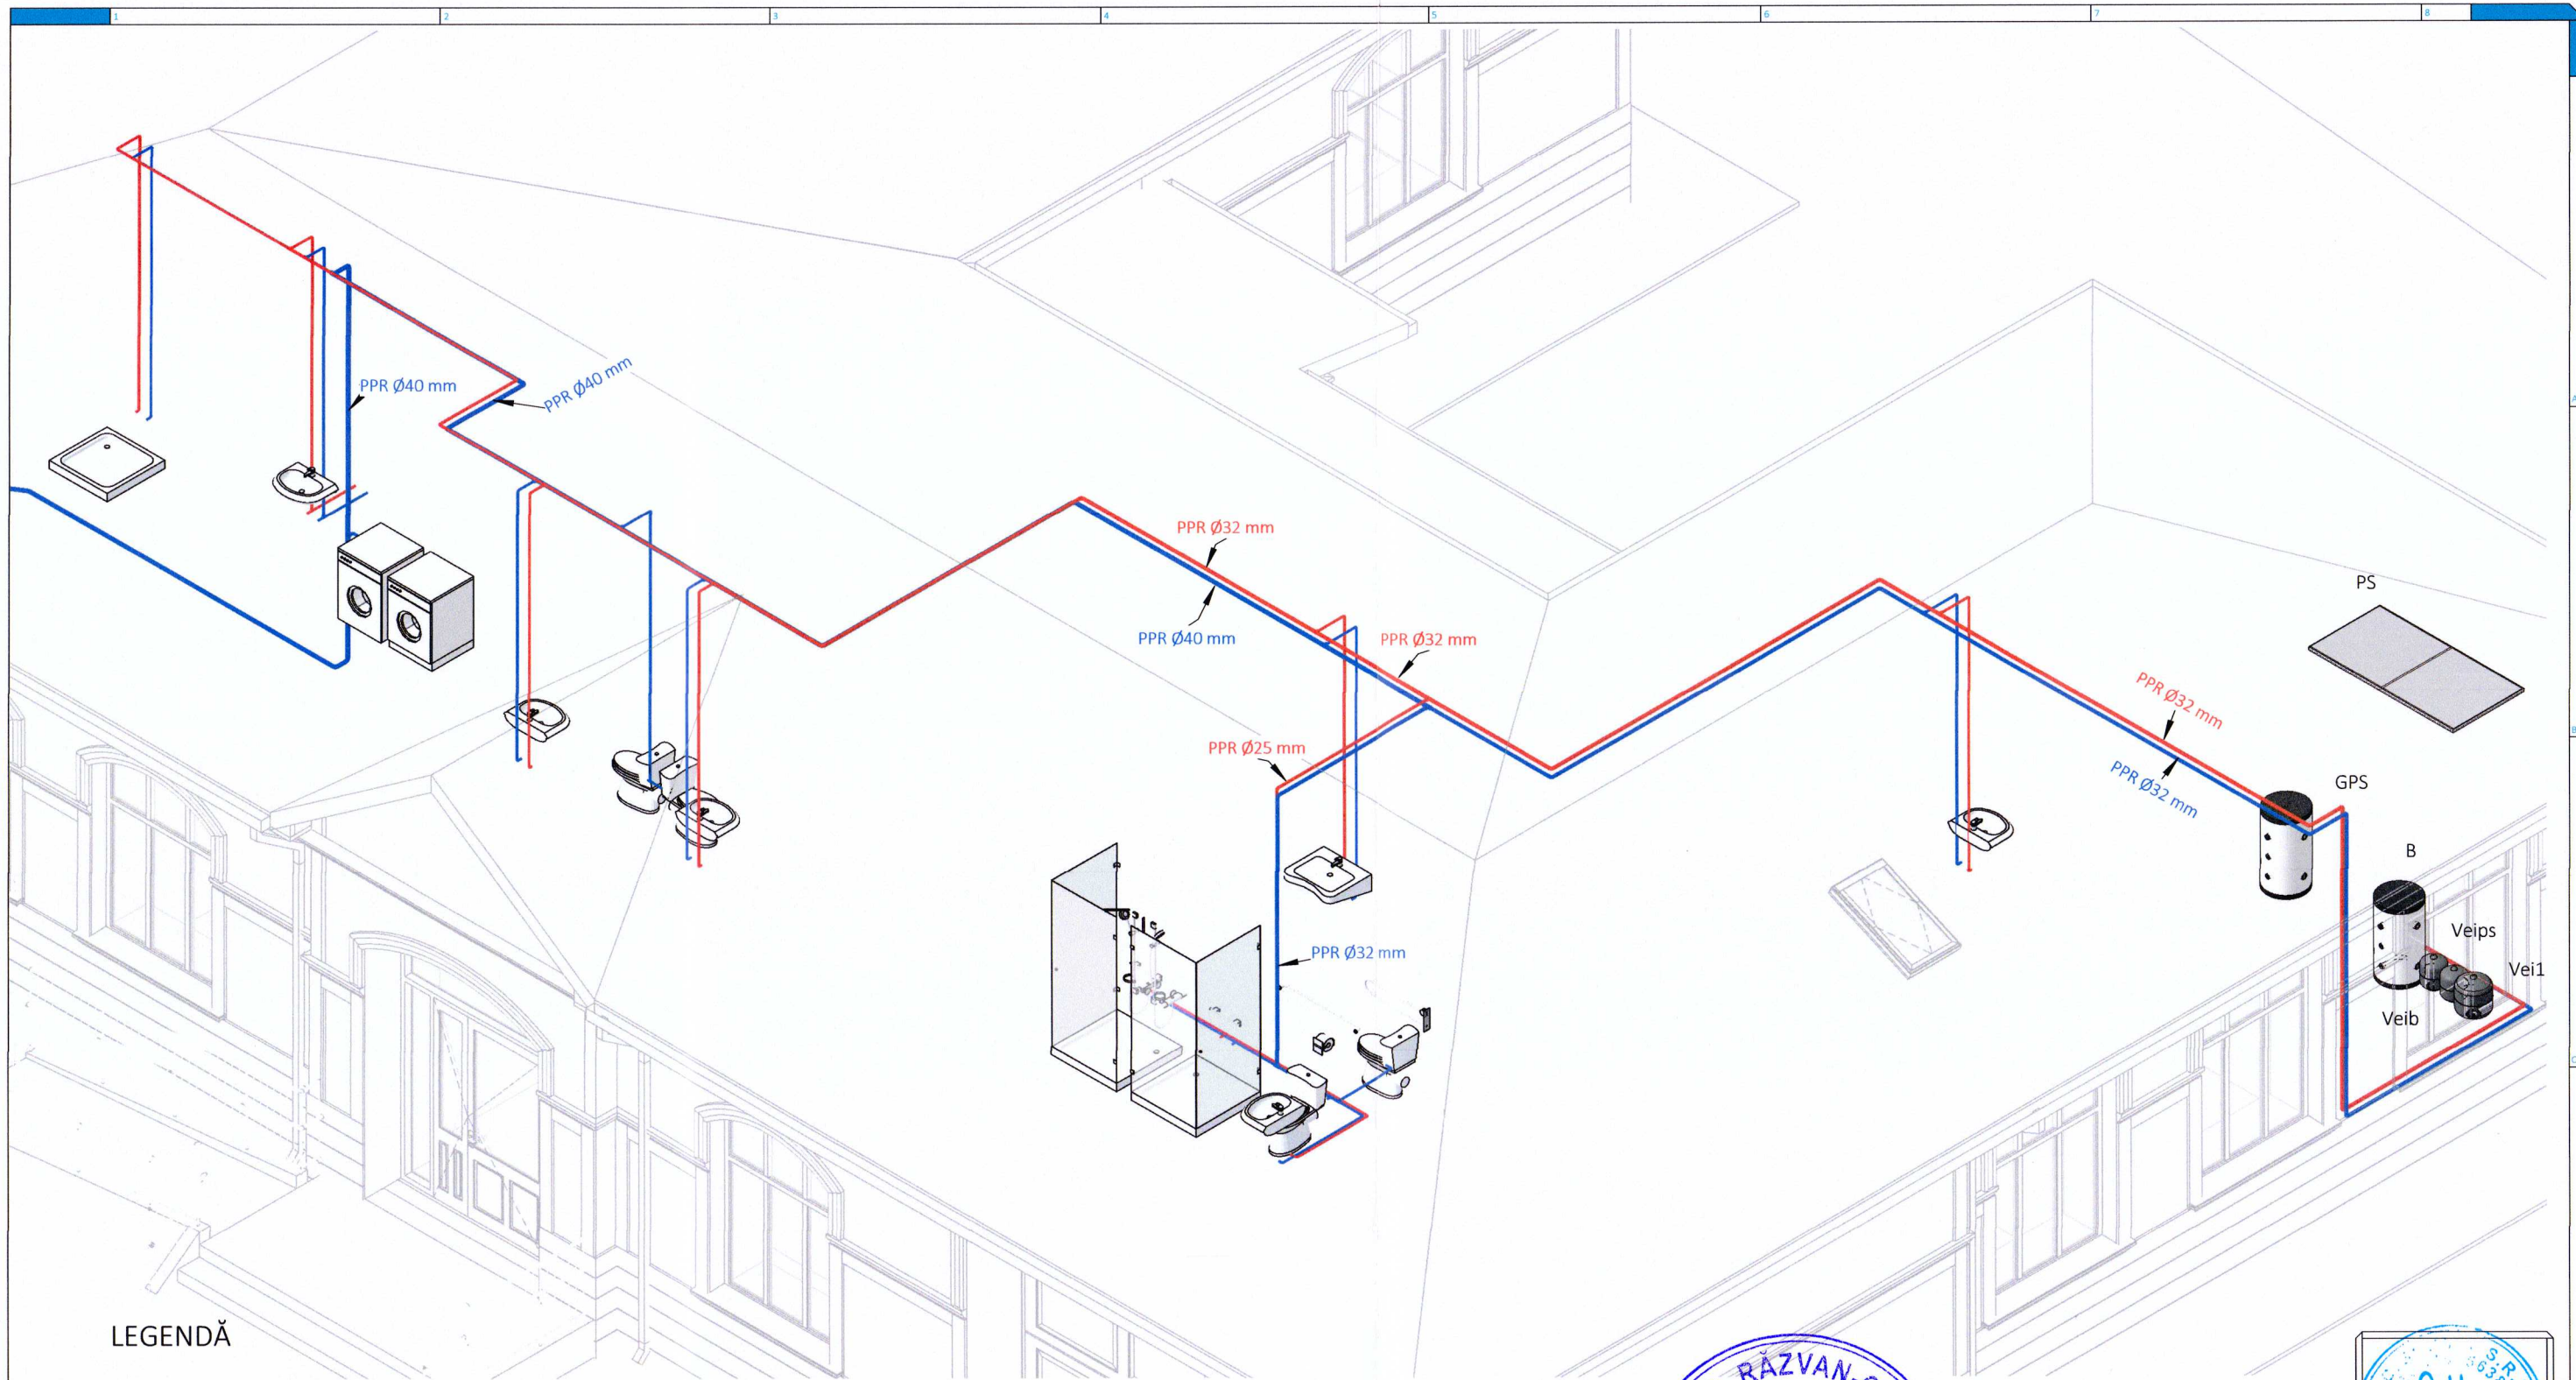 1 2 3 4 5 6 7 8
PPR Ø40 mm
PPR Ø40 mm
PPR Ø32 mm
PPR Ø40 mm
PPR Ø32 mm
PPR Ø25 mm
PPR Ø32 mm
PS
PPR Ø32 mm
PPR Ø32 mm
GPS
B
Veips
Vei1
Veib
A
B
C
LEGENDĂ
RĂZVAN
S.R